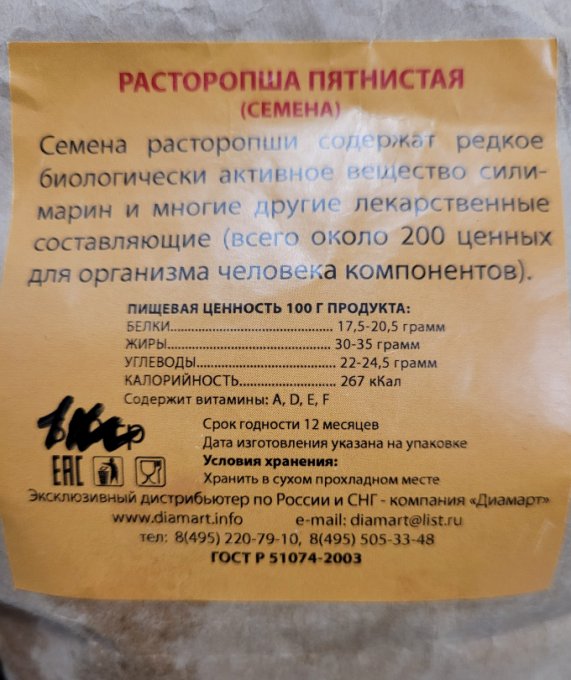 РАСТОРОПША ПЯТНИСТАЯ
(СЕМЕНА)
Семена расторопши содержат редкое
биологически активное вещество сили-
марин и многие другие лекарственные
составляющие (всего около 200 ценных
для организма человека компонентов).
ПИЩЕВАЯ ЦЕННОСТЬ 100 Г ПРОДУКТА:
БЕЛКИ................................... 17,5-20,5 грамм
ЖИРЫ................................... 30-35 грамм
УГЛЕВОДЫ............................. 22-24,5 грамм
КАЛОРИЙНОСТЬ.................... 267 кКал
Содержит витамины: A, D, E, F
Срок годности 12 месяцев
Дата изготовления указана на упаковке
EAC
Условия хранения:
Хранить в сухом прохладном месте
Эксклюзивный дистрибьютер по России и СНГ - компания «Диамарт»
www.diamart.info e-mail: diamart@list.ru
тел: 8(495) 220-79-10, 8(495) 505-33-48
ГОСТ Р 51074-2003